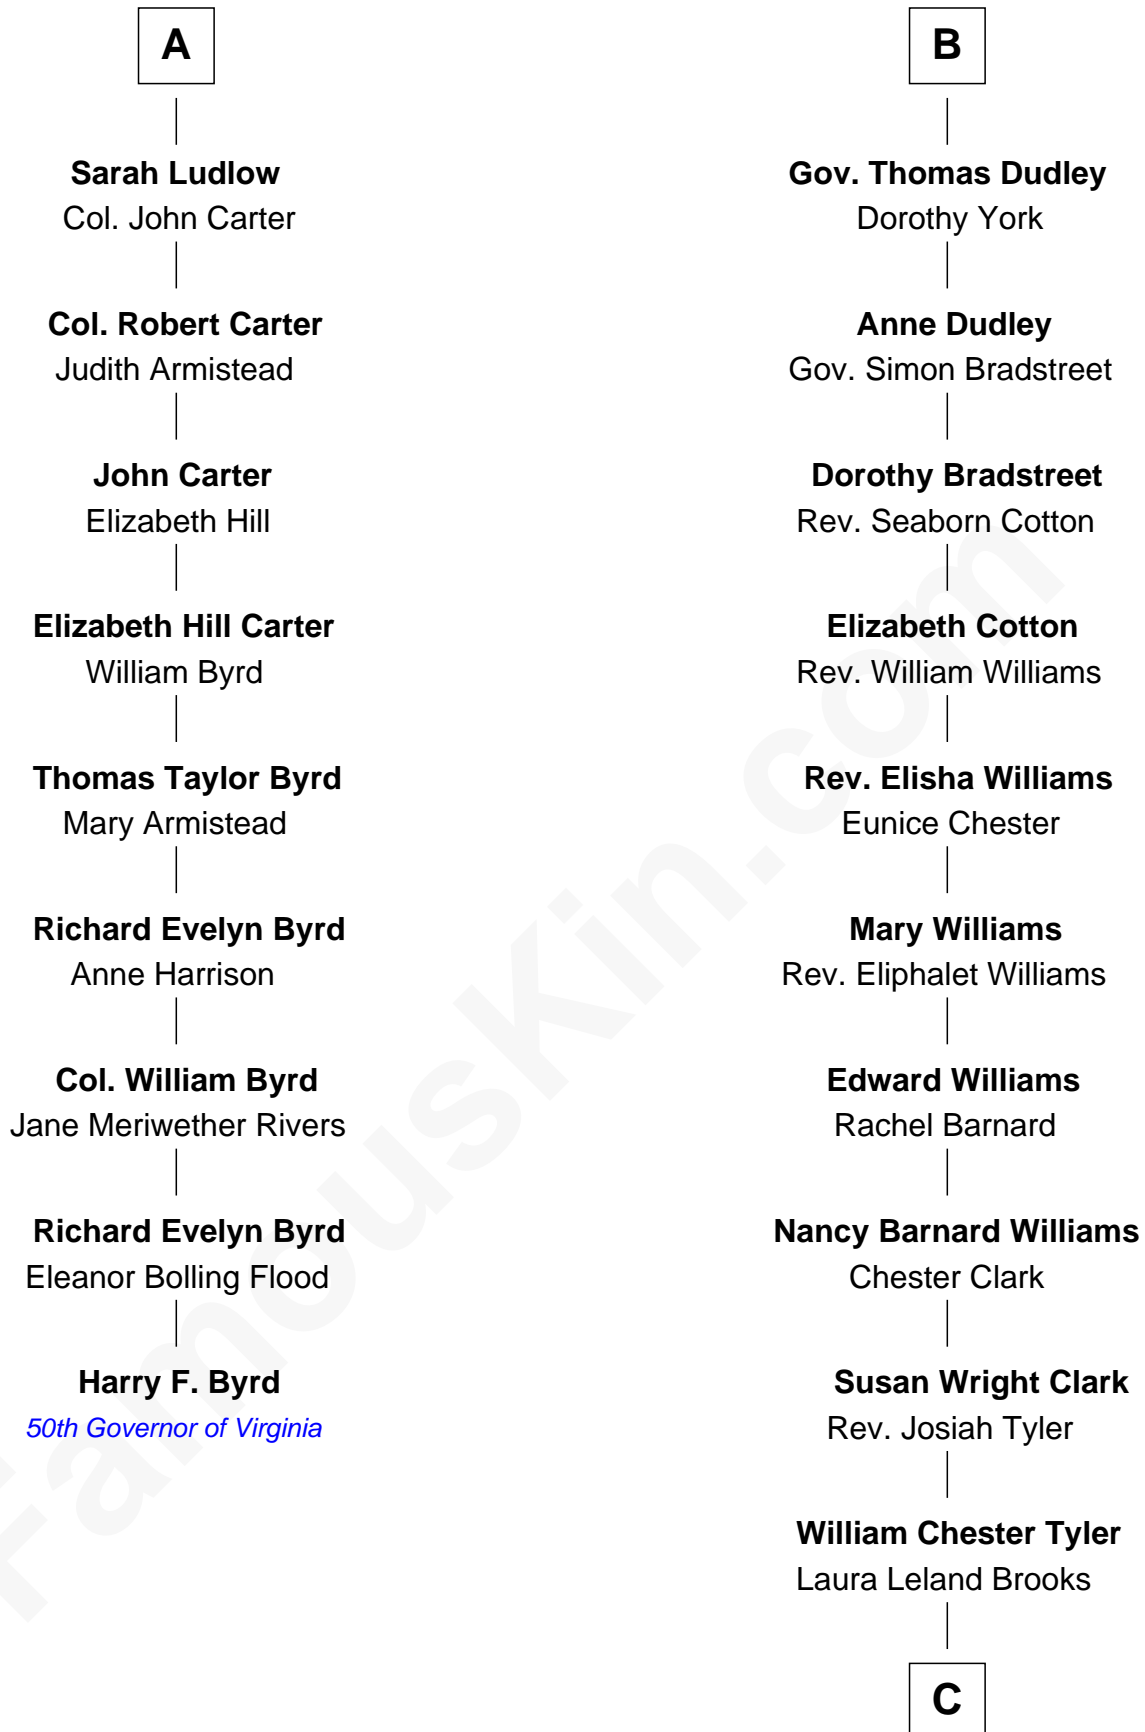 A
Sarah Ludlow
Col. John Carter
Col. Robert Carter
Judith Armistead
John Carter
Elizabeth Hill
Elizabeth Hill Carter
William Byrd
Thomas Taylor Byrd
Mary Armistead
Richard Evelyn Byrd
Anne Harrison
Col. William Byrd
Jane Meriwether Rivers
Richard Evelyn Byrd
Eleanor Bolling Flood
Harry F. Byrd
50th Governor of Virginia
B
Gov. Thomas Dudley
Dorothy York
Anne Dudley
Gov. Simon Bradstreet
Dorothy Bradstreet
Rev. Seaborn Cotton
Elizabeth Cotton
Rev. William Williams
Rev. Elisha Williams
Eunice Chester
Mary Williams
Rev. Eliphalet Williams
Edward Williams
Rachel Barnard
Nancy Barnard Williams
Chester Clark
Susan Wright Clark
Rev. Josiah Tyler
William Chester Tyler
Laura Leland Brooks
C
FamousKin.com